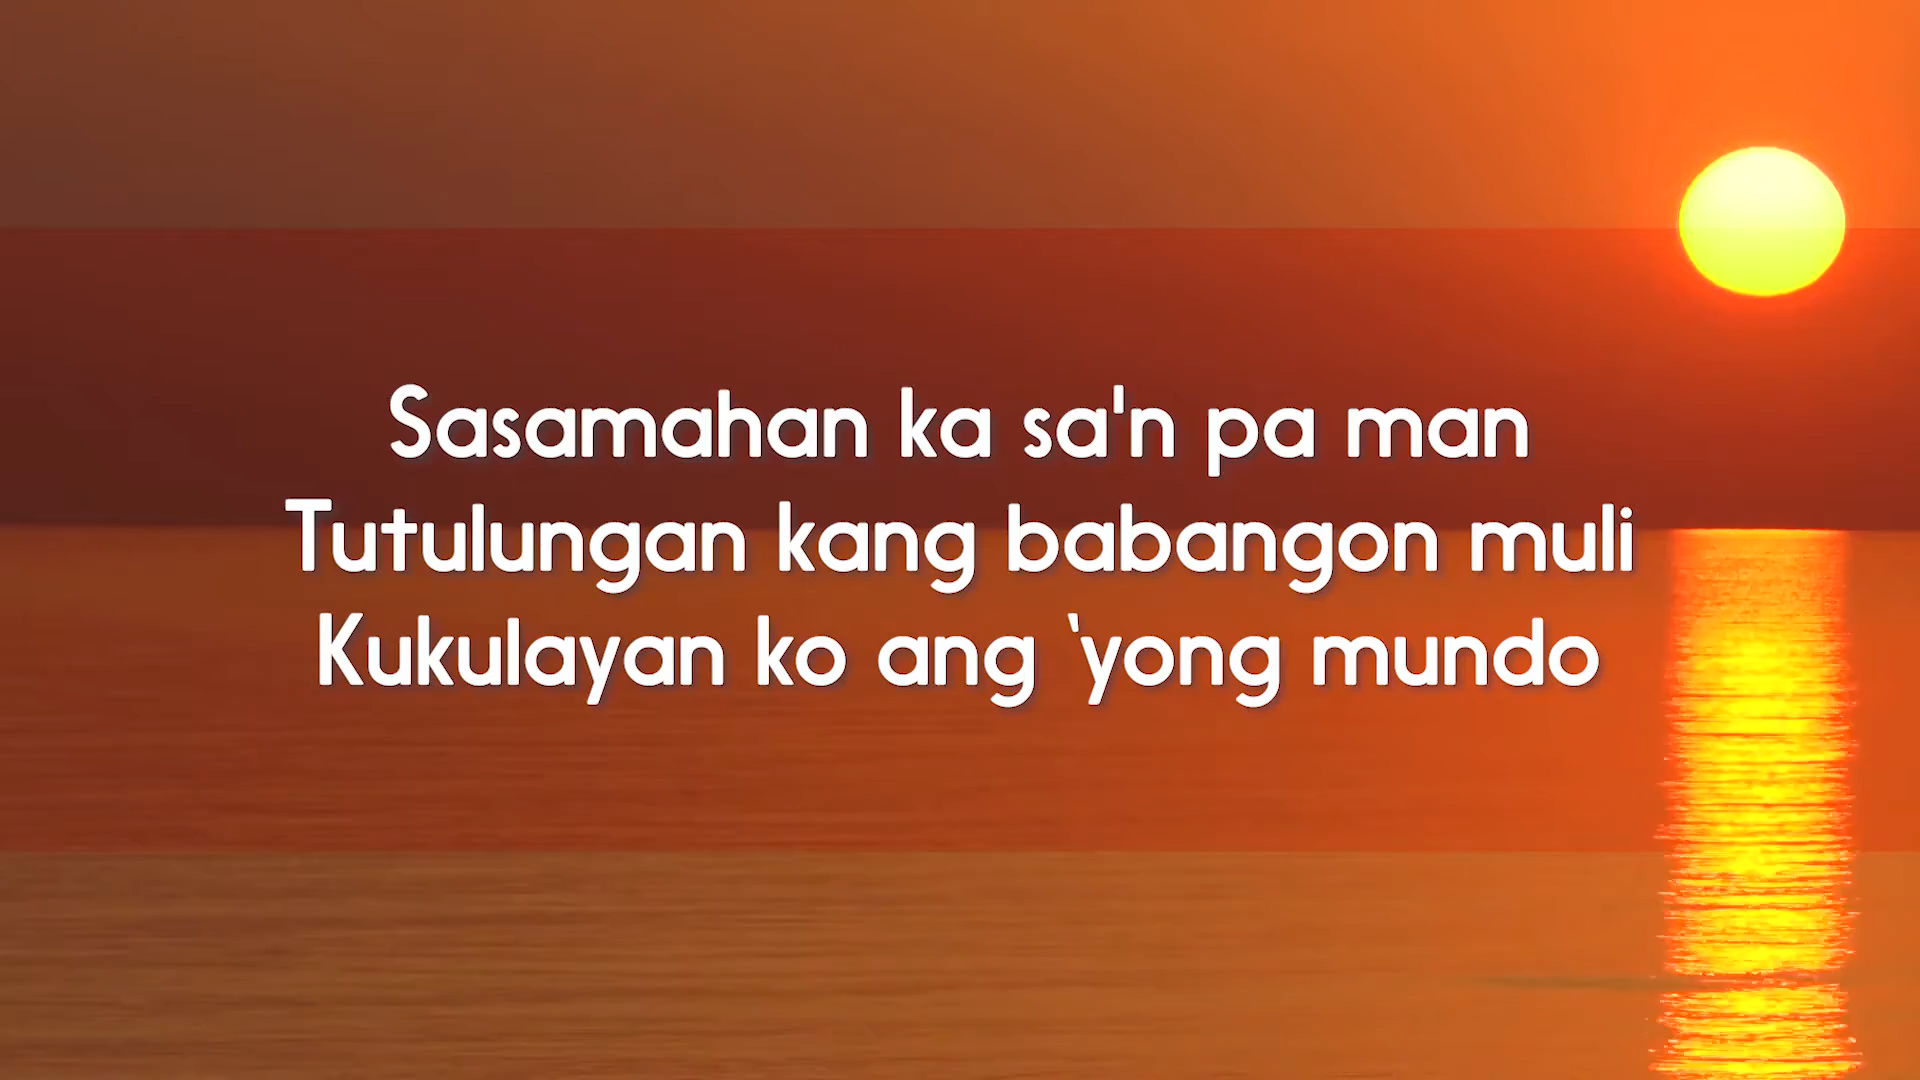 Sasamahan ka sa'n pa man
Tutulungan kang babangon muli
Kukulayan ko ang ‛yong mundo